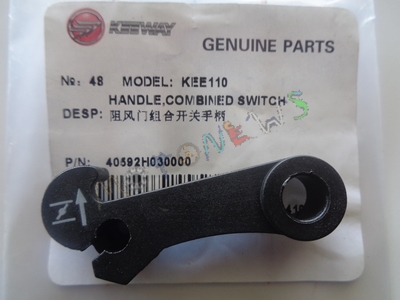 KEEWAY
GENUINE PARTS
No: 48 MODEL: KEE110
HANDLE,COMBINED SWITCH
DESP: 阻风门组合开关手柄
P/N: 40592H030000